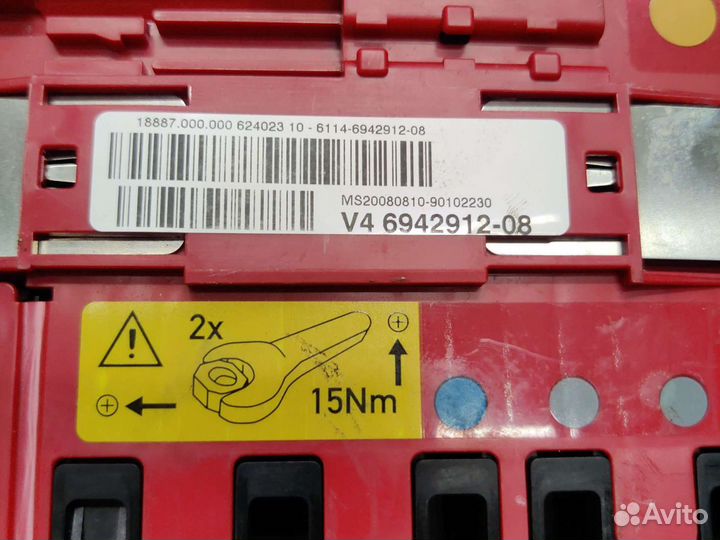 18887.000.000 624023 10 - 6114-6942912-08
MS20080810-90102230
V4 6942912-08
2x
15Nm
Avito